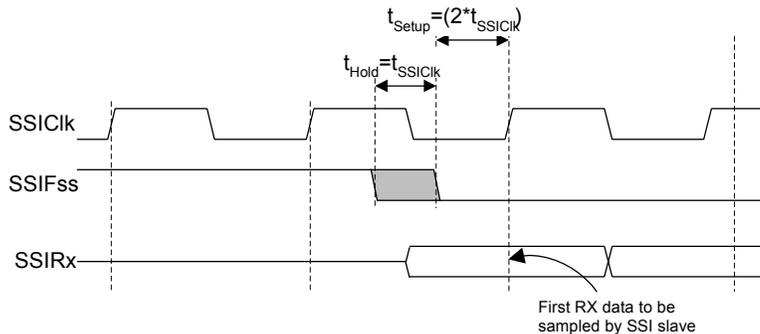 tSetup=(2*tSSIClk)
tHold=tSSIClk
SSIClk
SSIFss
SSIRx
First RX data to be
sampled by SSI slave